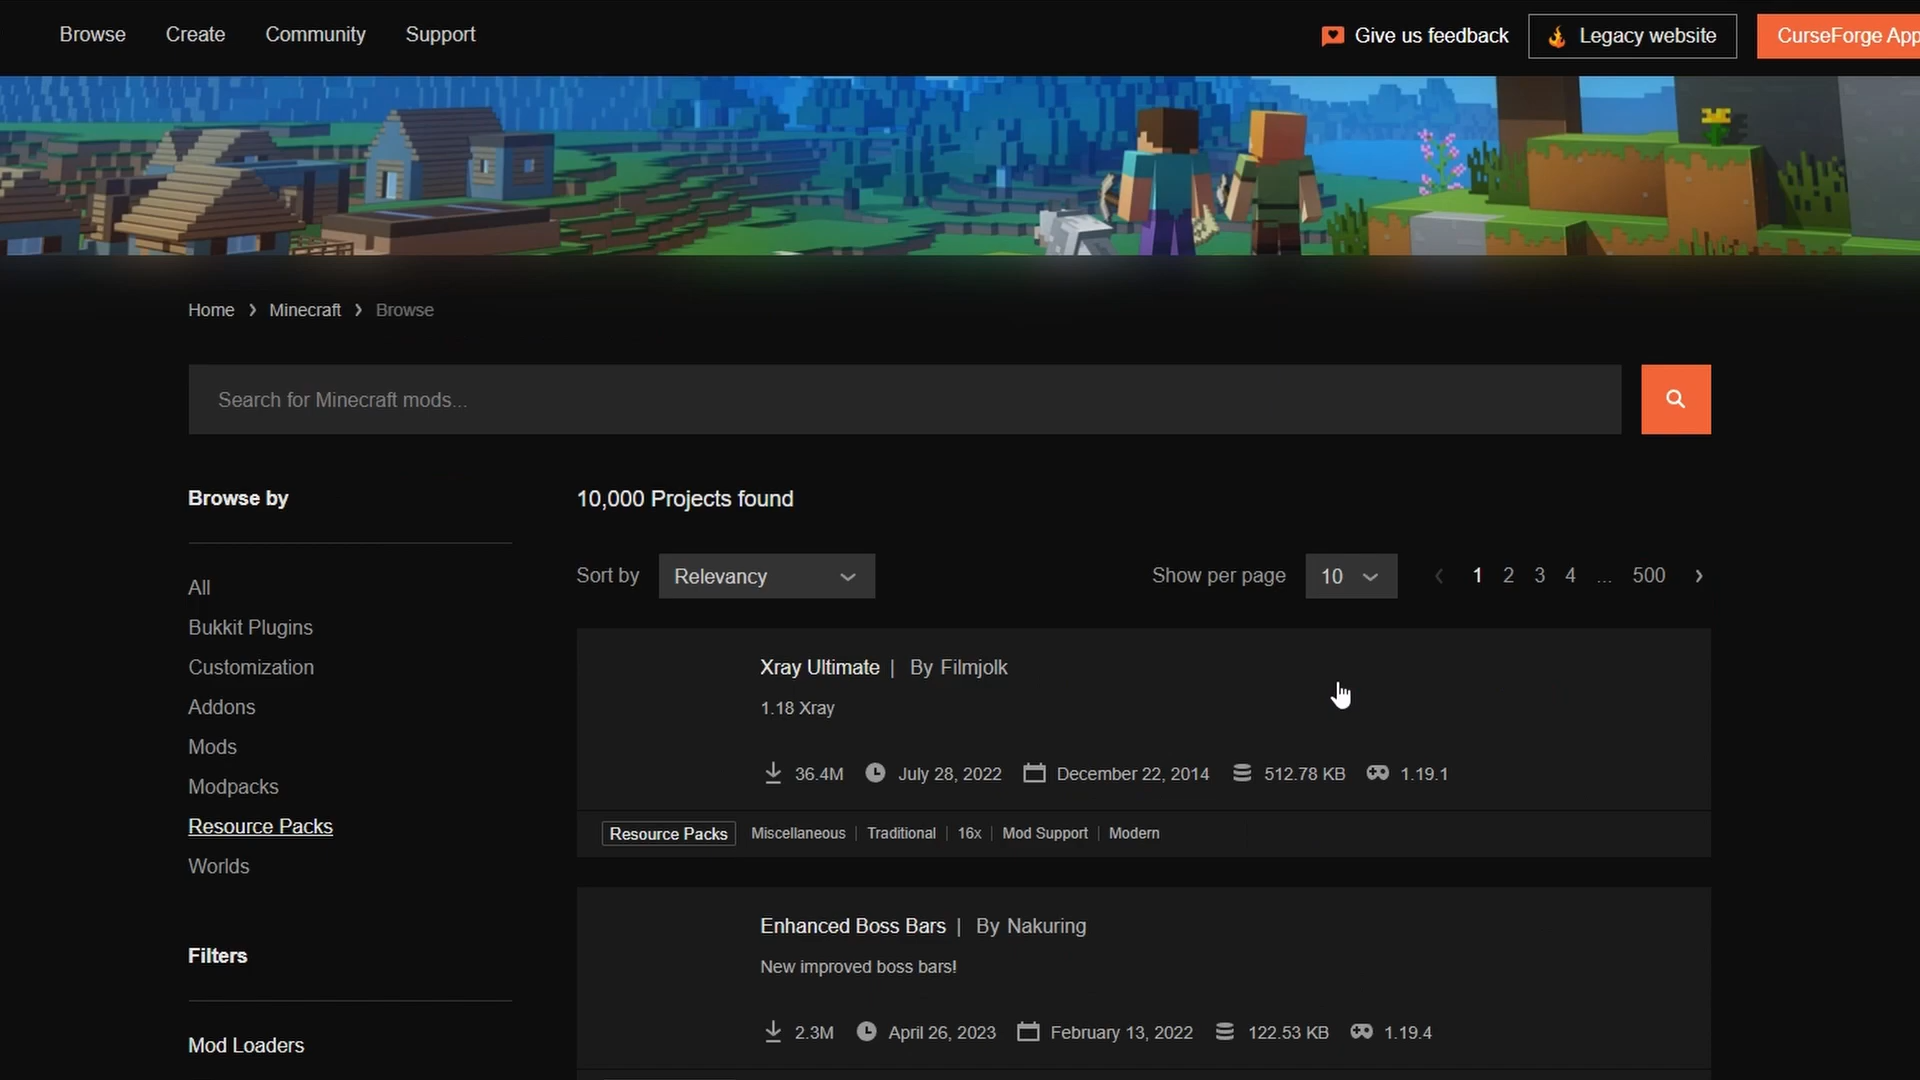 Browse Create Community Support Give us feedback Legacy website CurseForge App
Home > Minecraft > Browse
Search for Minecraft mods...
Browse by
10,000 Projects found
Sort by Relevancy Show per page 10 1 2 3 4 ... 500
All
Bukkit Plugins
Customization
Addons
Mods
Modpacks
Resource Packs
Worlds
Filters
Mod Loaders
Xray Ultimate | By Filmjolk
1.18 Xray
36.4M July 28, 2022 December 22, 2014 512.78 KB 1.19.1
Resource Packs Miscellaneous | Traditional | 16x | Mod Support | Modern
Enhanced Boss Bars | By Nakuring
New improved boss bars!
2.3M April 26, 2023 February 13, 2022 122.53 KB 1.19.4